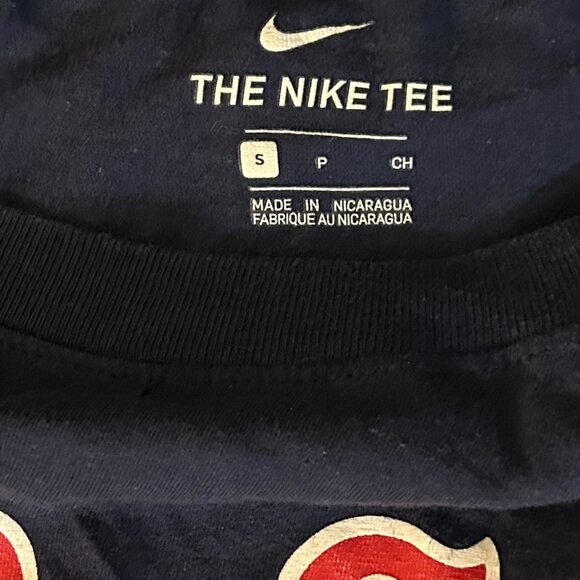 THE NIKE TEE
S P CH
MADE IN NICARAGUA
FABRIQUE AU NICARAGUA